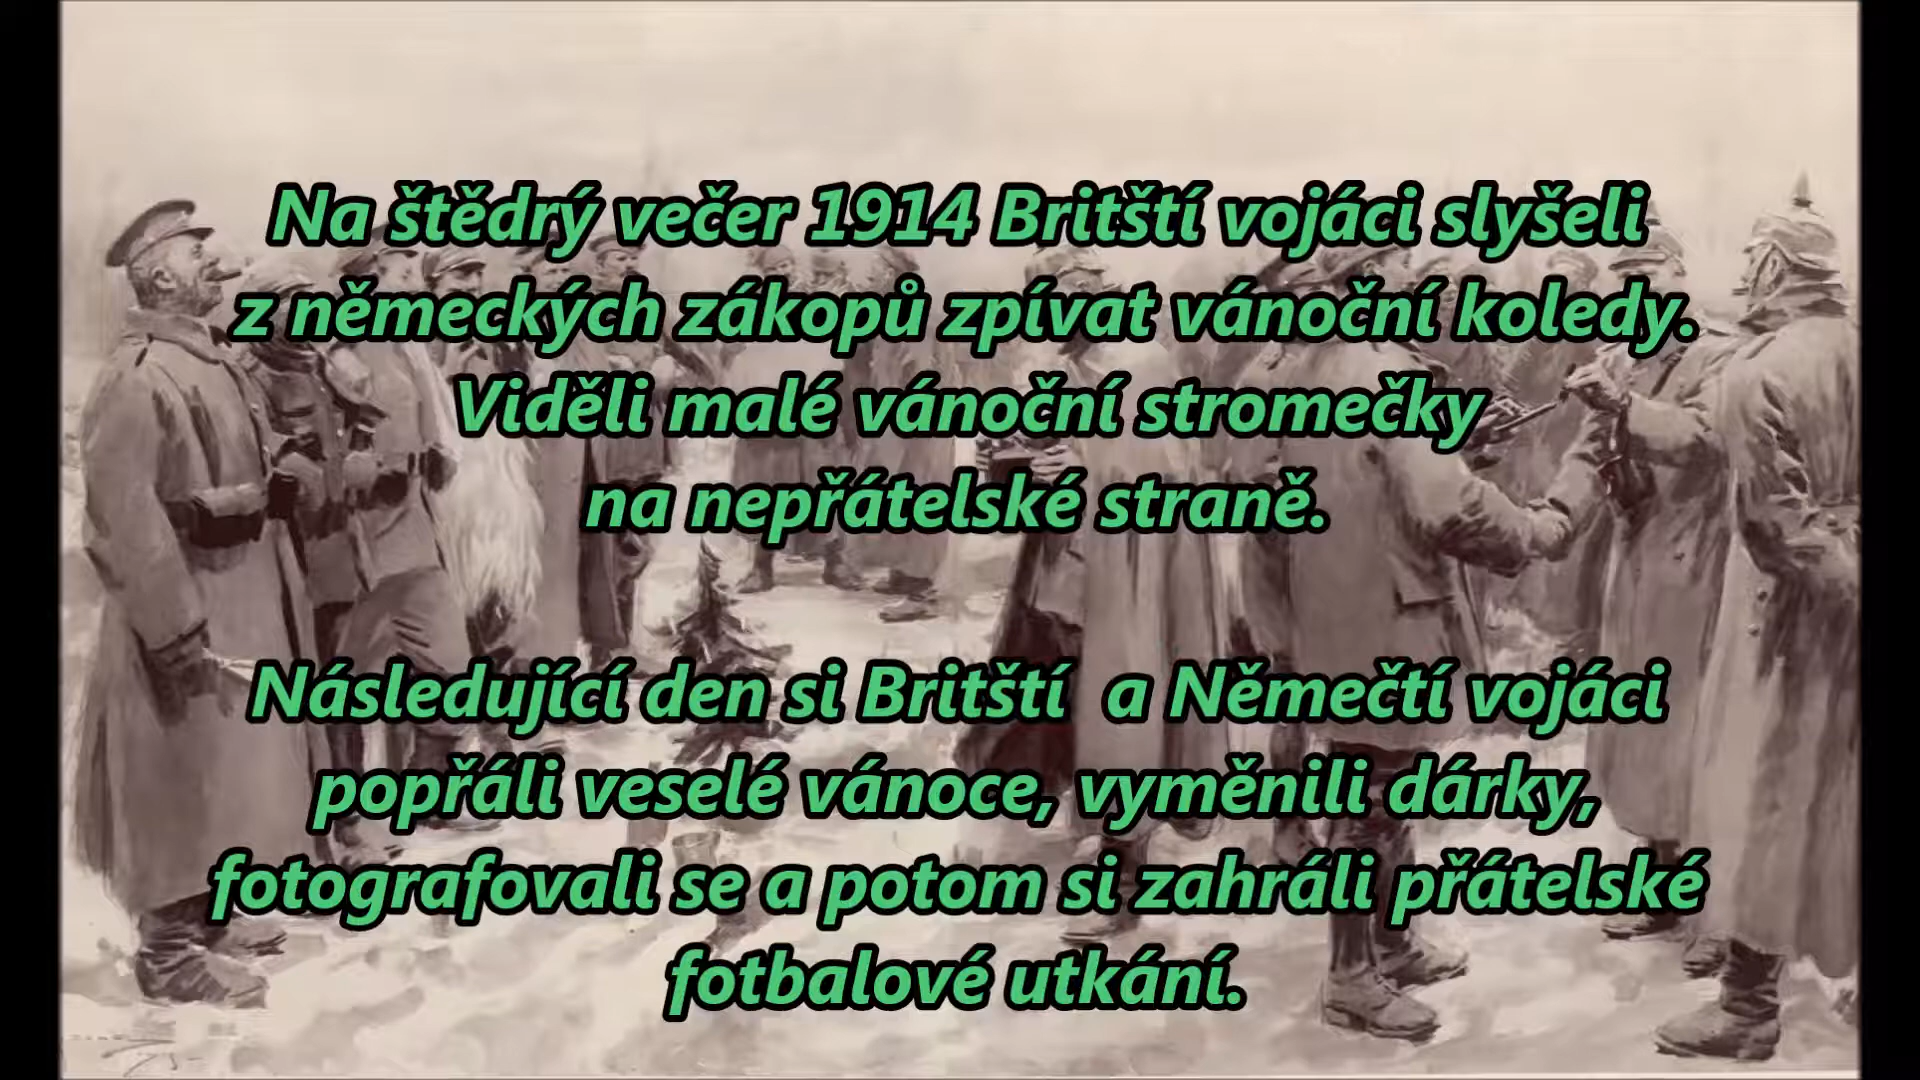 Na štědrý večer 1914 Britští vojáci slyšeli
z německých zákopů zpívat vánoční koledy.
Viděli malé vánoční stromečky
na nepřátelské straně.
Následující den si Britští  a Němečtí vojáci
popřáli veselé vánoce, vyměnili dárky,
fotografovali se a potom si zahráli přátelské
fotbalové utkání.